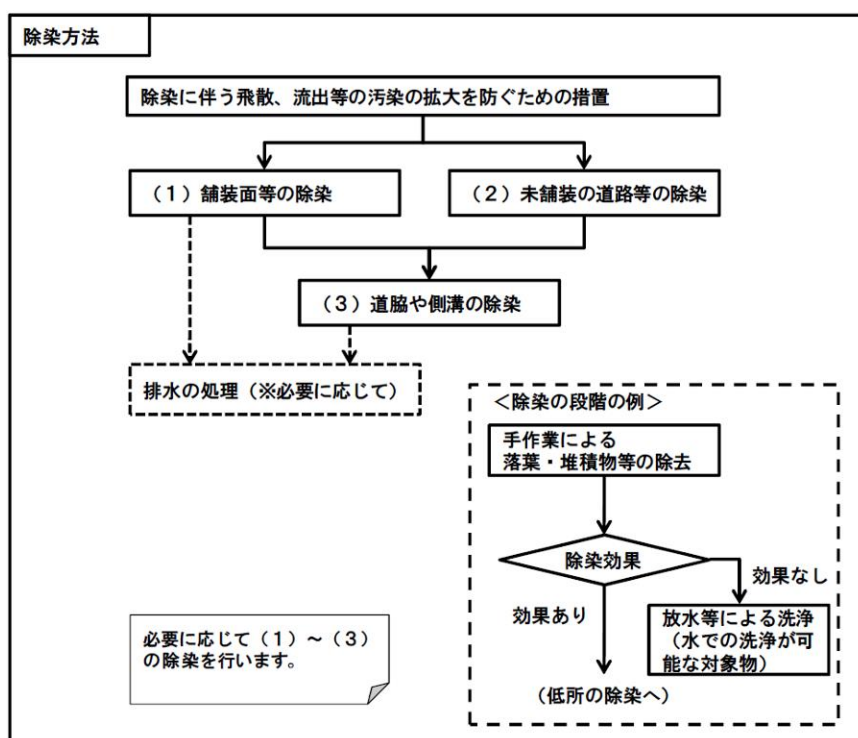 除染方法
除染に伴う飛散、流出等の汚染の拡大を防ぐための措置
(1)舗装面等の除染
(2)未舗装の道路等の除染
(3)道脇や側溝の除染
排水の処理(※必要に応じて)
<除染の段階の例>
手作業による
落葉・堆積物等の除去
除染効果
効果なし
効果あり
放水等による洗浄
(水での洗浄が可
能な対象物)
(低所の除染へ)
必要に応じて(1)~(3)
の除染を行います。